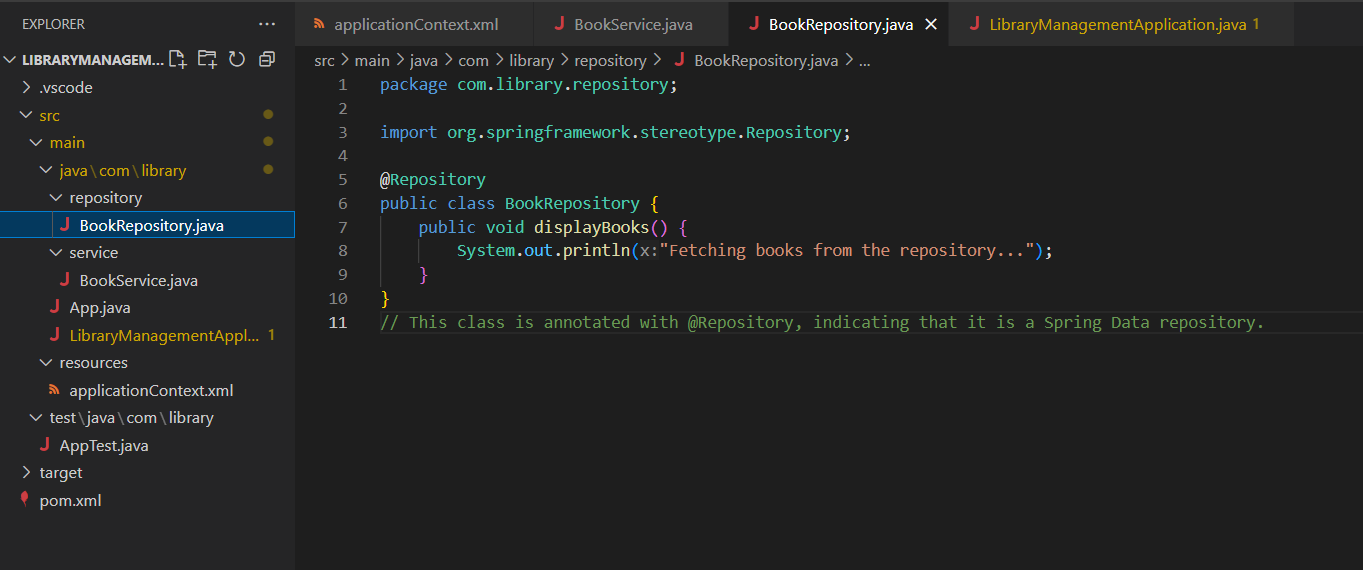 EXPLORER ...
LIBRARYMANAGEM...
.vscode
src
main
java\com\library
repository
BookRepository.java
service
BookService.java
App.java
LibraryManagementAppl... 1
resources
applicationContext.xml
test\java\com\library
AppTest.java
target
pom.xml
applicationContext.xml BookService.java BookRepository.java LibraryManagementApplication.java 1
src > main > java > com > library > repository > BookRepository.java > ...
1 package com.library.repository;
2
3 import org.springframework.stereotype.Repository;
4
5 @Repository
6 public class BookRepository {
7 public void displayBooks() {
8 System.out.println(x:"Fetching books from the repository...");
9 }
10 }
11 // This class is annotated with @Repository, indicating that it is a Spring Data repository.